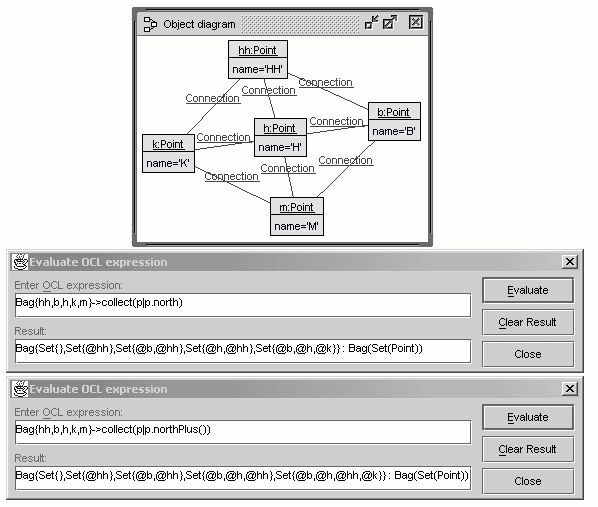 Object diagram
hh:Point
name='HH'
Connection
Connection
Connection
b:Point
name='B'
h:Point
name='H'
k:Point
name='K'
Connection
Connection
Connection
Connection
Connection
m:Point
name='M'
Evaluate OCL expression
Enter OCL expression:
Bag{hh,b,h,k,m}->collect(p|p.north)
Evaluate
Clear Result
Result:
Bag{Set{},Set{@hh},Set{@b,@hh},Set{@h,@hh},Set{@b,@h,@k}} : Bag(Set(Point))
Close
Evaluate OCL expression
Enter OCL expression:
Bag{hh,b,h,k,m}->collect(p|p.northPlus())
Evaluate
Clear Result
Result:
Bag{Set{},Set{@hh},Set{@b,@hh},Set{@b,@h,@hh},Set{@b,@h,@hh,@k}} : Bag(Set(Point))
Close